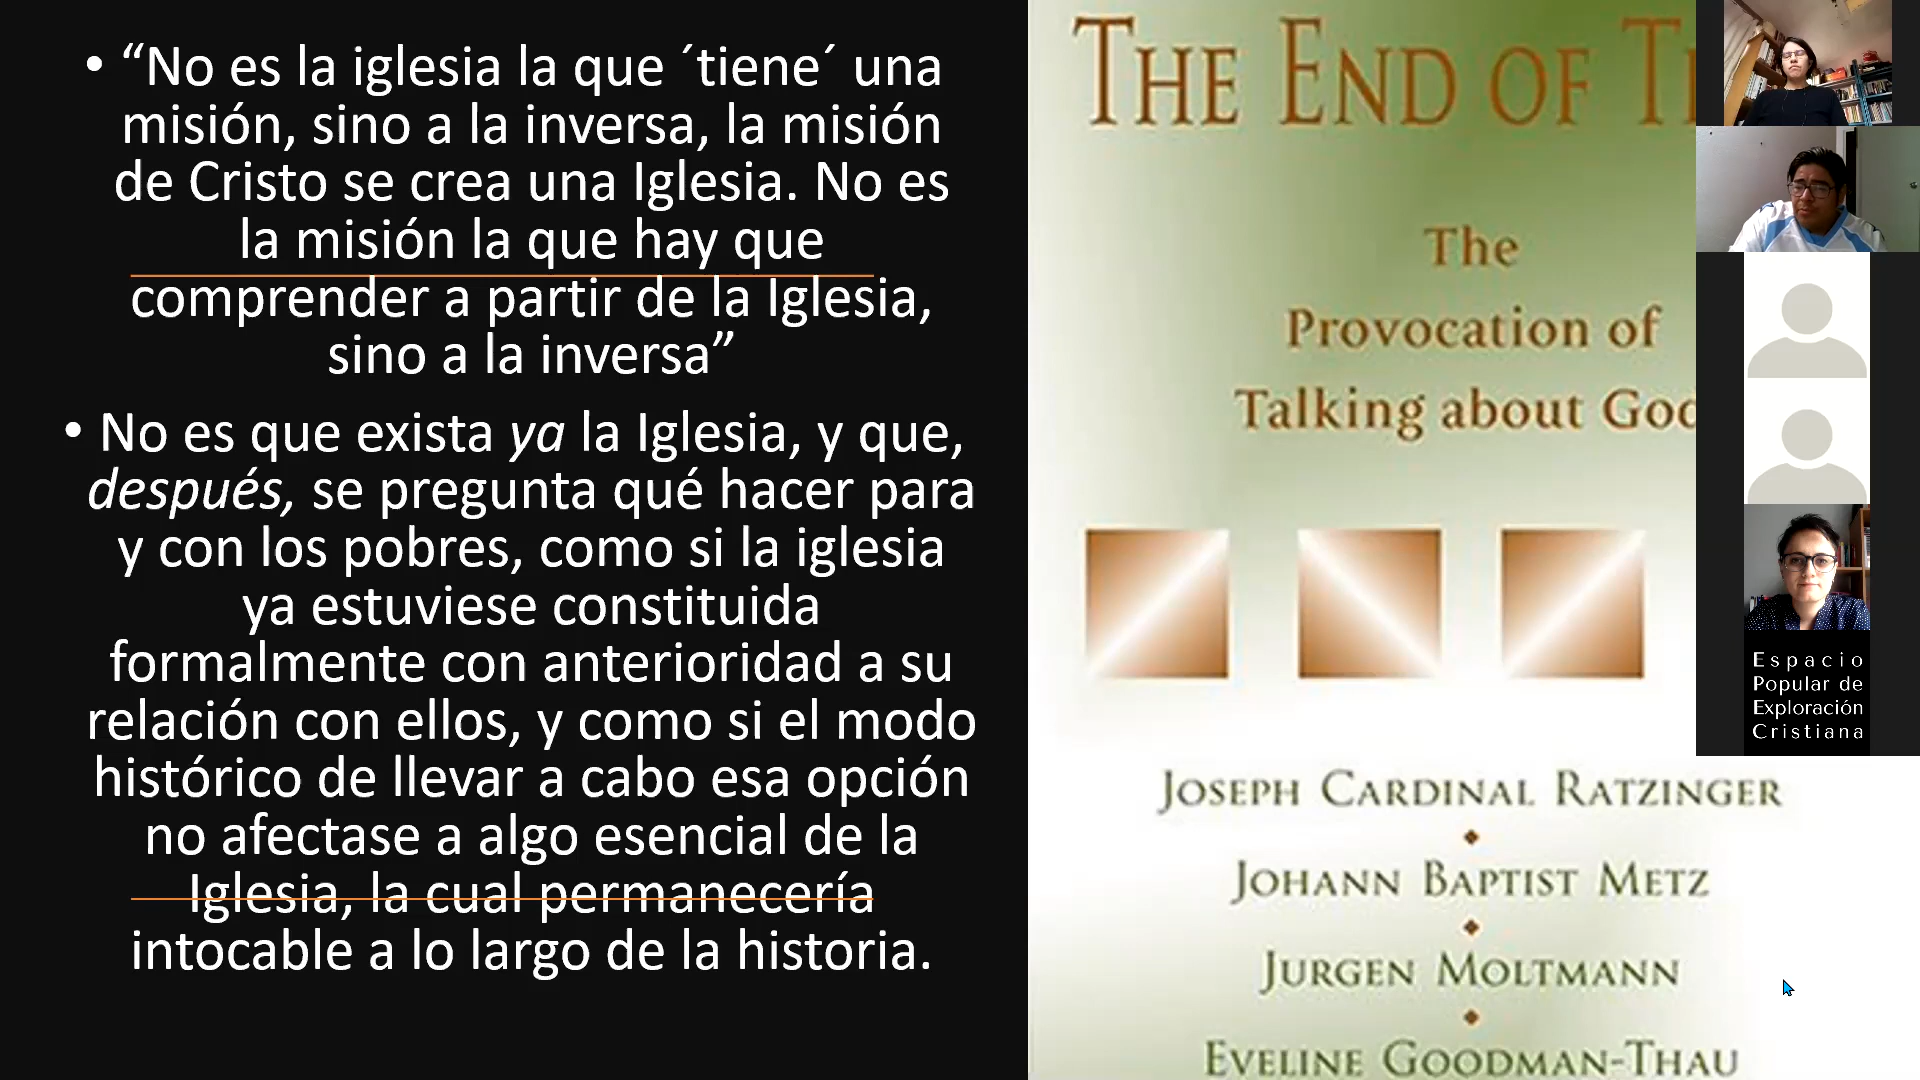 • “No es la iglesia la que ´tiene´ una
misión, sino a la inversa, la misión
de Cristo se crea una Iglesia. No es
la misión la que hay que
comprender a partir de la Iglesia,
sino a la inversa”
• No es que exista ya la Iglesia, y que,
después, se pregunta qué hacer para
y con los pobres, como si la iglesia
ya estuviese constituida
formalmente con anterioridad a su
relación con ellos, y como si el modo
histórico de llevar a cabo esa opción
no afectase a algo esencial de la
Iglesia, la cual permanecería
intocable a lo largo de la historia.
THE END OF
The
Provocation of
Talking about God
JOSEPH CARDINAL RATZINGER
JOHANN BAPTIST METZ
JURGEN MOLTMANN
EVELINE GOODMAN-THAU
Espacio
Popular de
Exploración
Cristiana